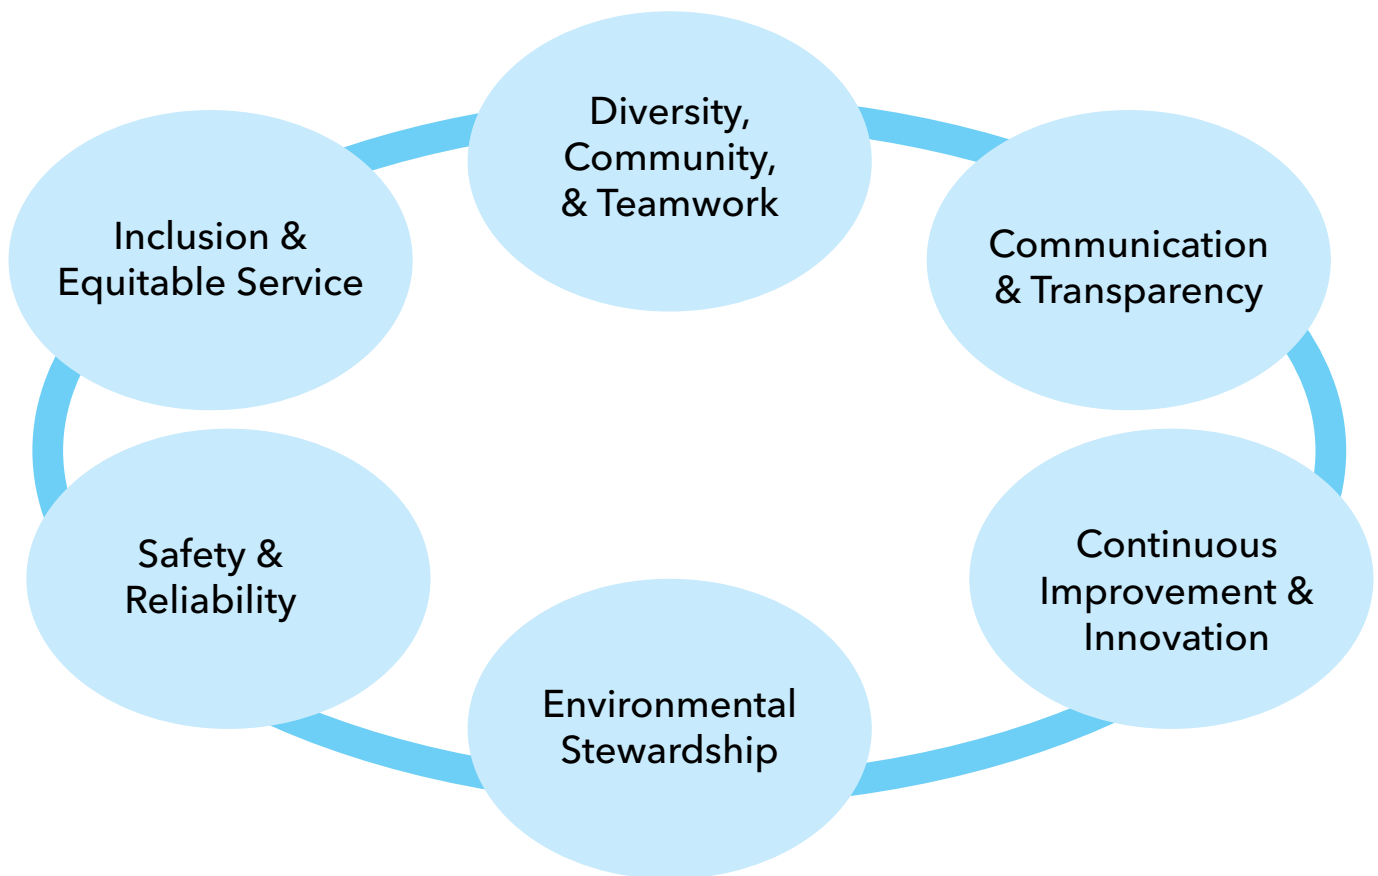 Diversity,
Community,
& Teamwork
Inclusion &
Equitable Service
Communication
& Transparency
Safety &
Reliability
Continuous
Improvement &
Innovation
Environmental
Stewardship